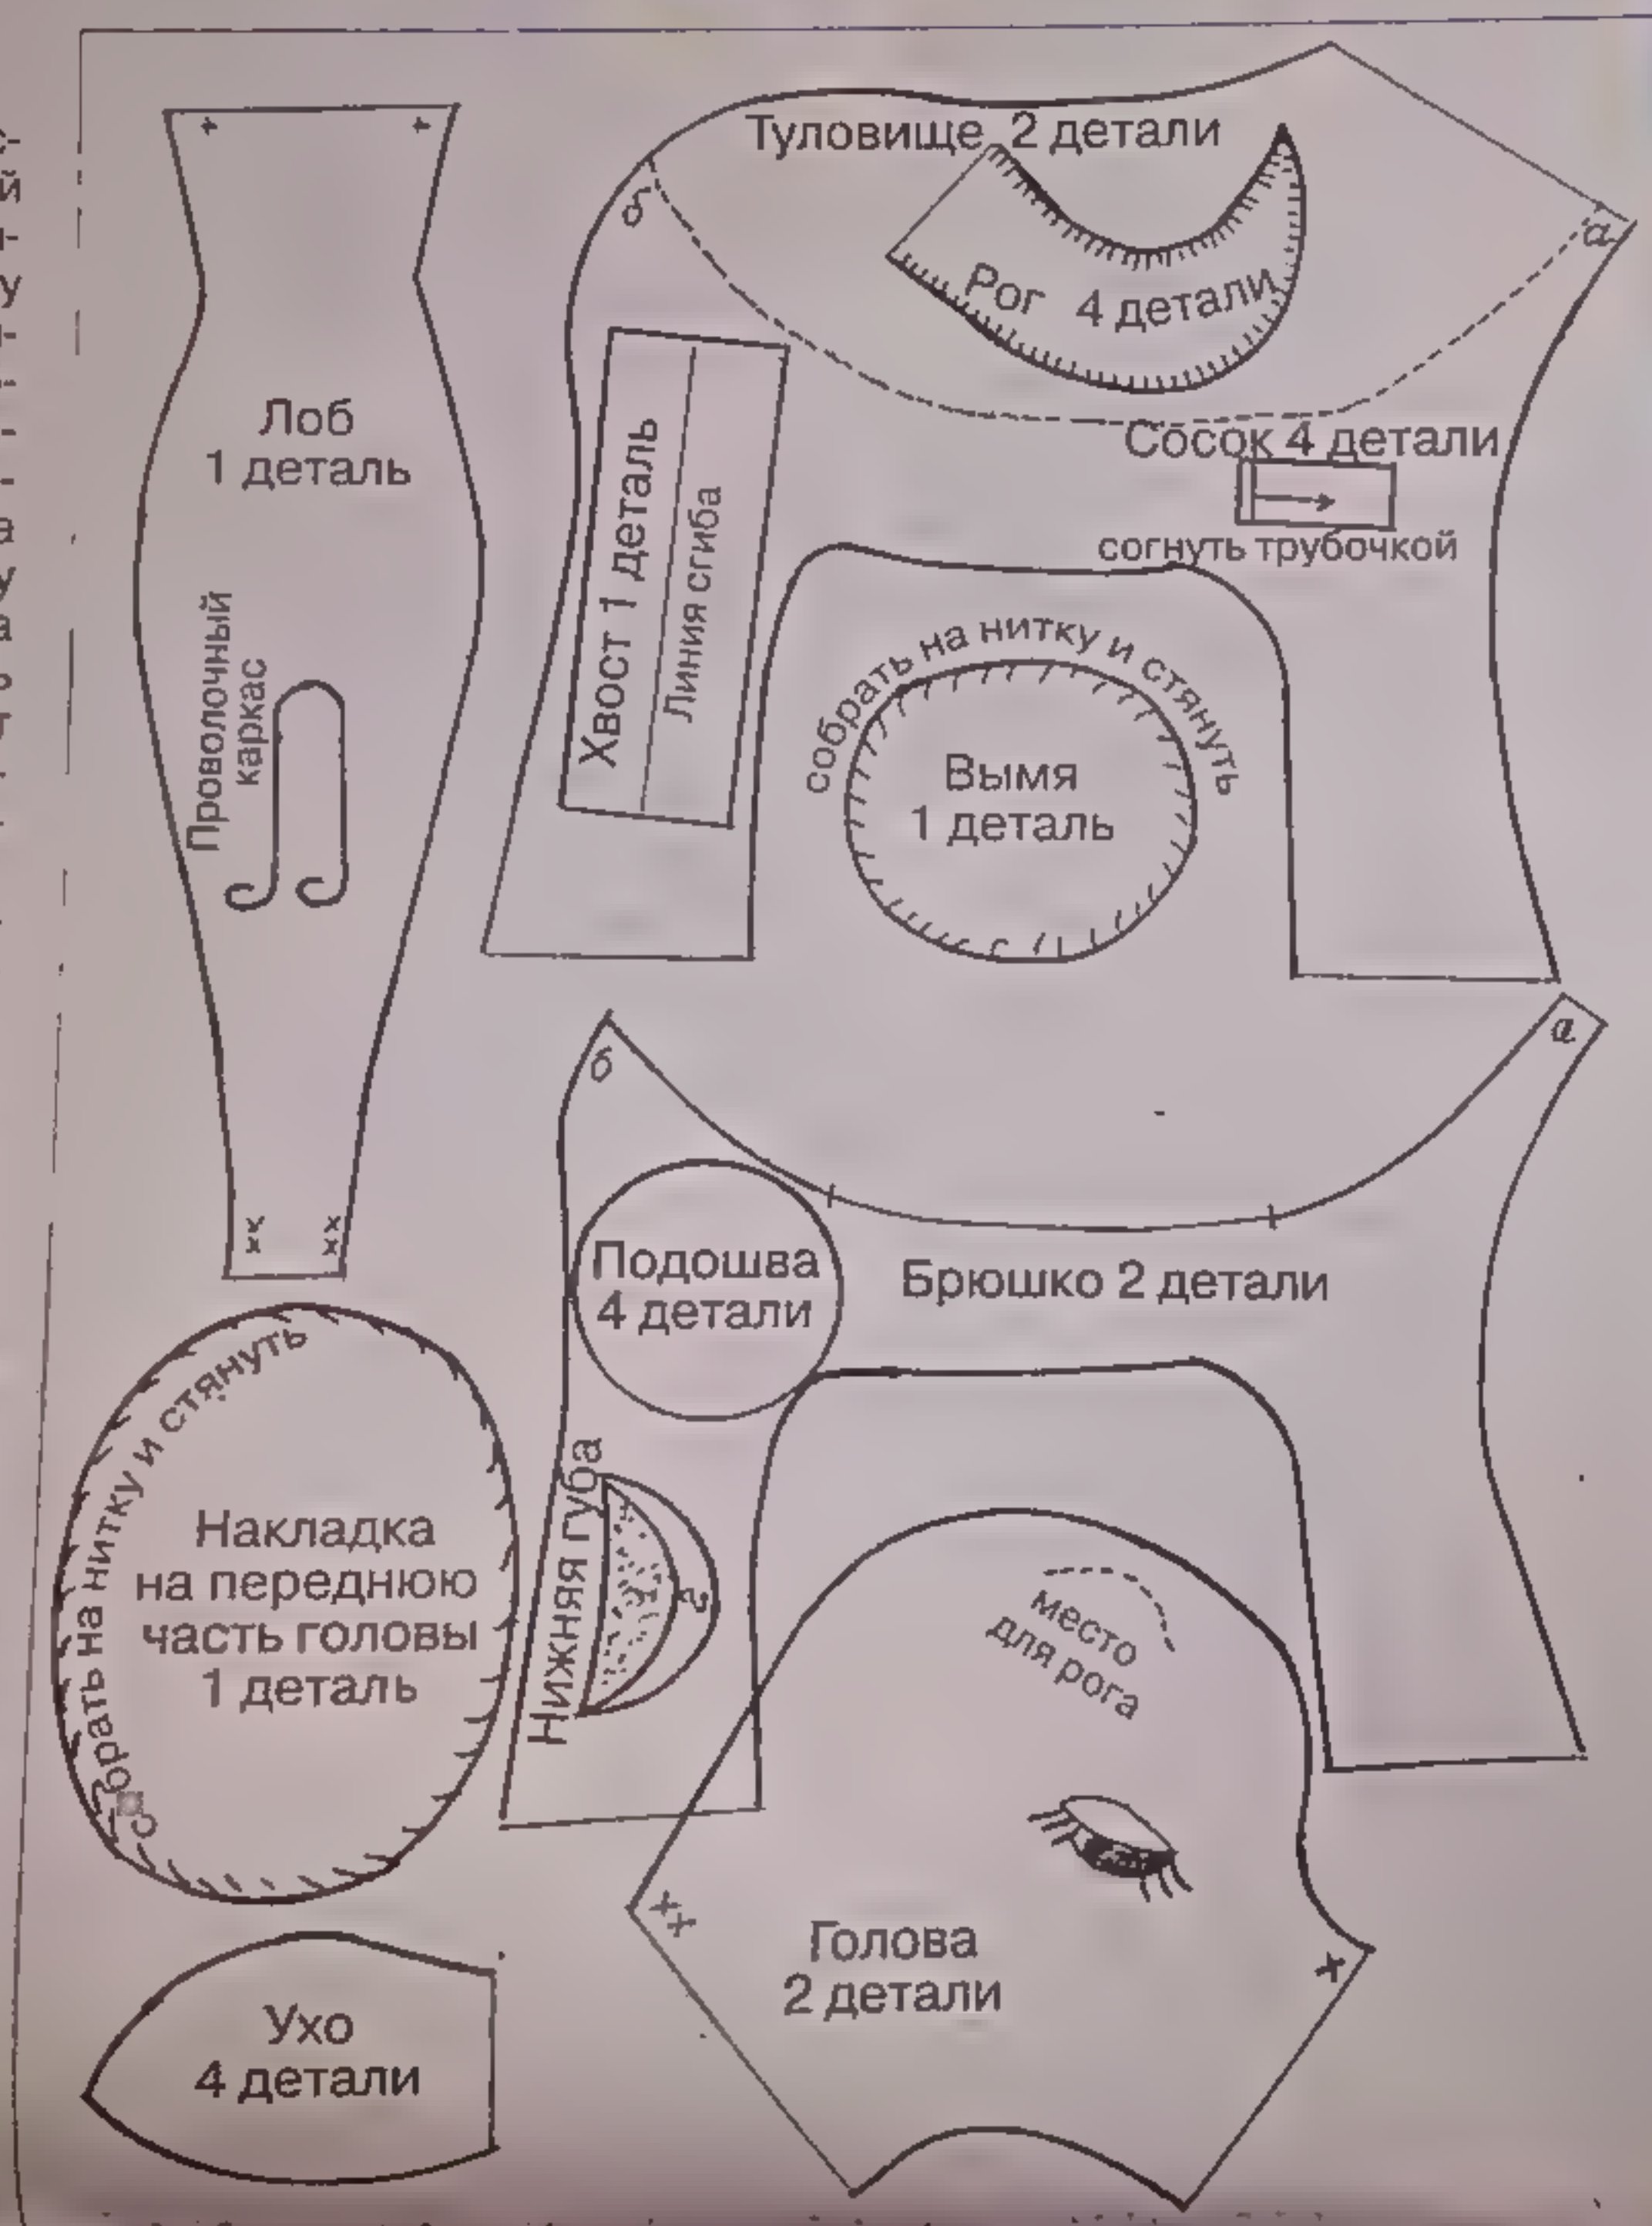 Туловище 2 детали
б
а
Рог 4 детали
Лоб
1 деталь
Хвост 1 деталь
Линия сгиба
Сосок 4 детали
согнуть трубочкой
Проволочный
каркас
собрать на нитку и стянуть
Вымя
1 деталь
б
а
Подошва
4 детали
Брюшко 2 детали
собрать на нитку и стянуть
Накладка
на переднюю
часть головы
1 деталь
Нижняя губа
1
2
место
для рога
Голова
2 детали
Ухо
4 детали